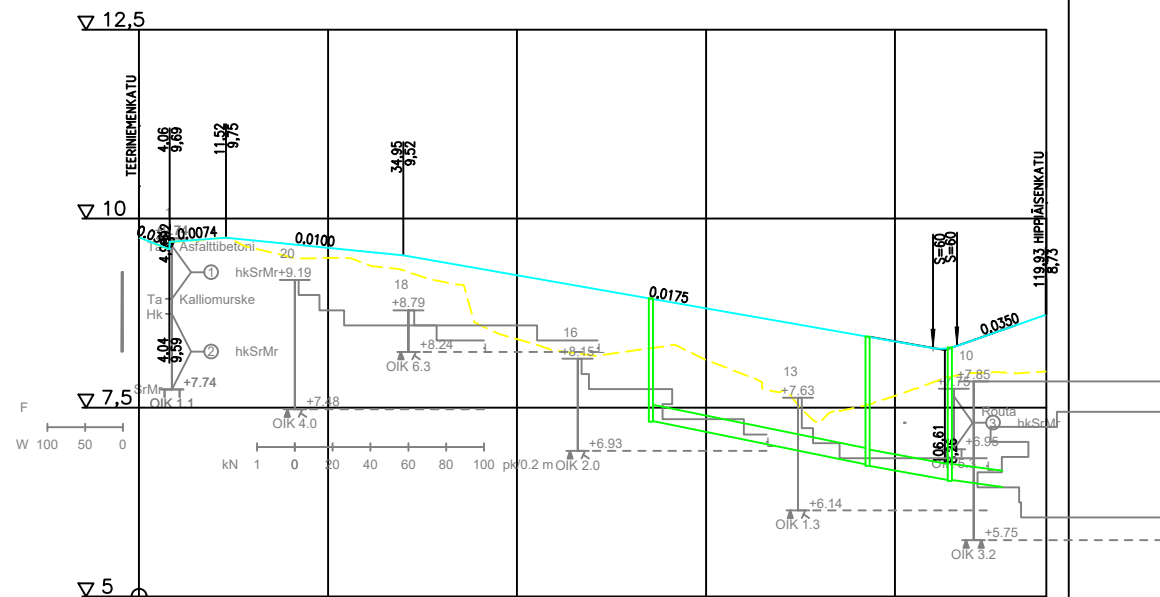 12,5
TEERINIEMENKATU
4.06
9,69
11.52
9,75
34.95
9,52
10
0.0074
0.0100
0.0175
S=60
S=60
0.0350
119.93 HIPPIÄISENKATU
8,73
Asfalttibetoni
1
hkSrMr
Ta
Kalliomurske
Hk
4.04
9,59
2
hkSrMr
SrMr
+7.74
OIK 1.1
20
+9.19
+7.48
OIK 4.0
18
+8.79
+8.24
OIK 6.3
16
+8.15
+6.93
OIK 2.0
13
+7.63
+6.14
OIK 1.3
10
+7.85
Routa
3
hkSrMr
+6.95
106.61
+5.75
OIK 3.2
7,5
F
W 100 50 0
kN 1 0 20 40 60 80 100 pk/0.2 m
5